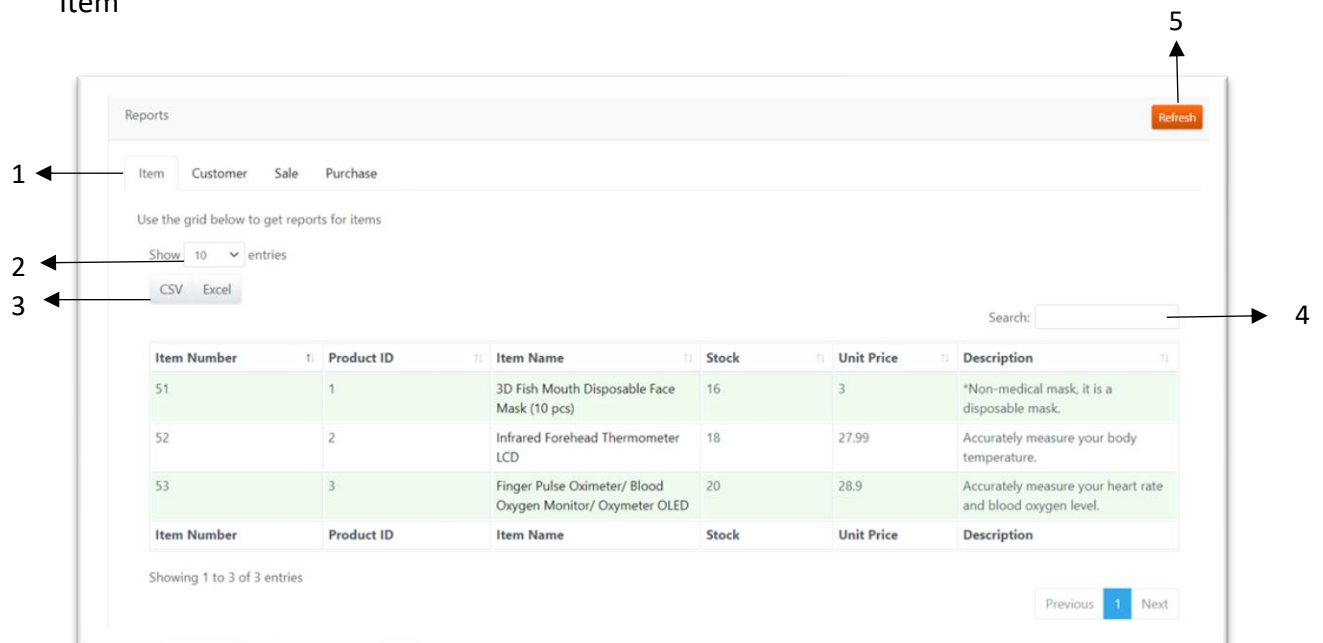 Item
5
Reports
Refresh
1
Item Customer Sale Purchase
Use the grid below to get reports for items
2
Show 10 entries
3
CSV Excel
Search:
4
Item Number Product ID Item Name Stock Unit Price Description
51 1 3D Fish Mouth Disposable Face 16 3 *Non-medical mask, it is a
Mask (10 pcs) disposable mask.
52 2 Infrared Forehead Thermometer 18 27.99 Accurately measure your body
LCD temperature.
53 3 Finger Pulse Oximeter/ Blood 20 28.9 Accurately measure your heart rate
Oxygen Monitor/ Oxymeter OLED and blood oxygen level.
Item Number Product ID Item Name Stock Unit Price Description
Showing 1 to 3 of 3 entries
Previous 1 Next